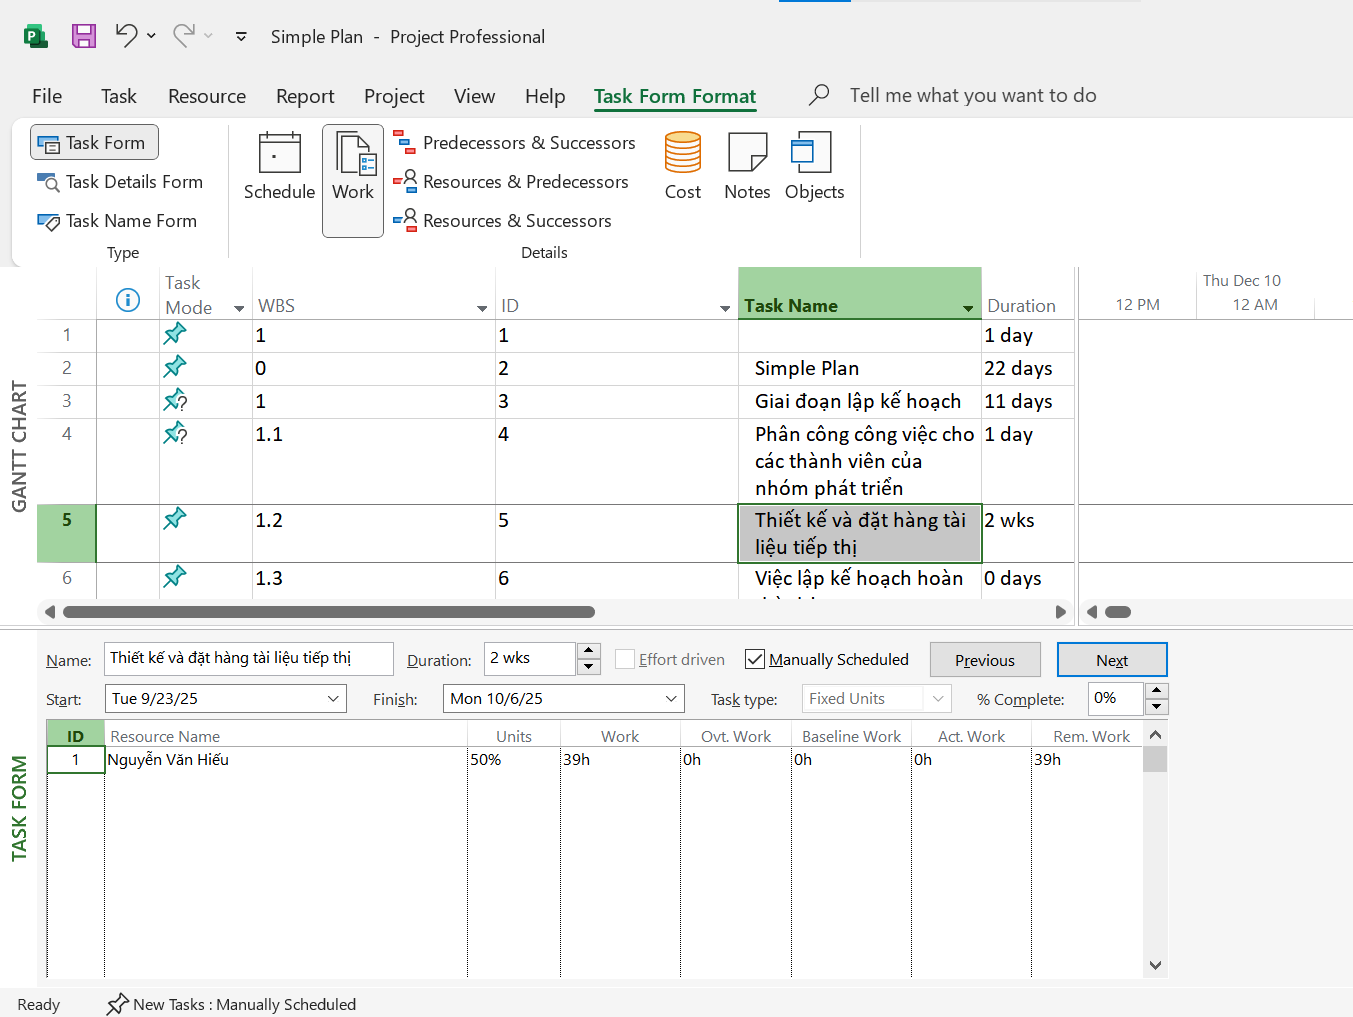 Simple Plan - Project Professional
File Task Resource Report Project View Help Task Form Format Tell me what you want to do
Task Form
Task Details Form
Task Name Form
Type
Schedule
Work
Predecessors & Successors
Resources & Predecessors
Resources & Successors
Cost
Notes
Objects
Details
GANTT CHART
Task Mode WBS ID Task Name Duration
Thu Dec 10
12 PM 12 AM
1 1 1 1 day
2 0 2 Simple Plan 22 days
3 1 3 Giai đoạn lập kế hoạch 11 days
4 1.1 4 Phân công công việc cho 1 day
các thành viên của
nhóm phát triển
5 1.2 5 Thiết kế và đặt hàng tài 2 wks
liệu tiếp thị
6 1.3 6 Việc lập kế hoạch hoàn 0 days
TASK FORM
Name: Thiết kế và đặt hàng tài liệu tiếp thị Duration: 2 wks Effort driven Manually Scheduled Previous Next
Start: Tue 9/23/25 Finish: Mon 10/6/25 Task type: Fixed Units % Complete: 0%
ID Resource Name Units Work Ovt. Work Baseline Work Act. Work Rem. Work
1 Nguyễn Văn Hiếu 50% 39h 0h 0h 0h 39h
Ready New Tasks : Manually Scheduled